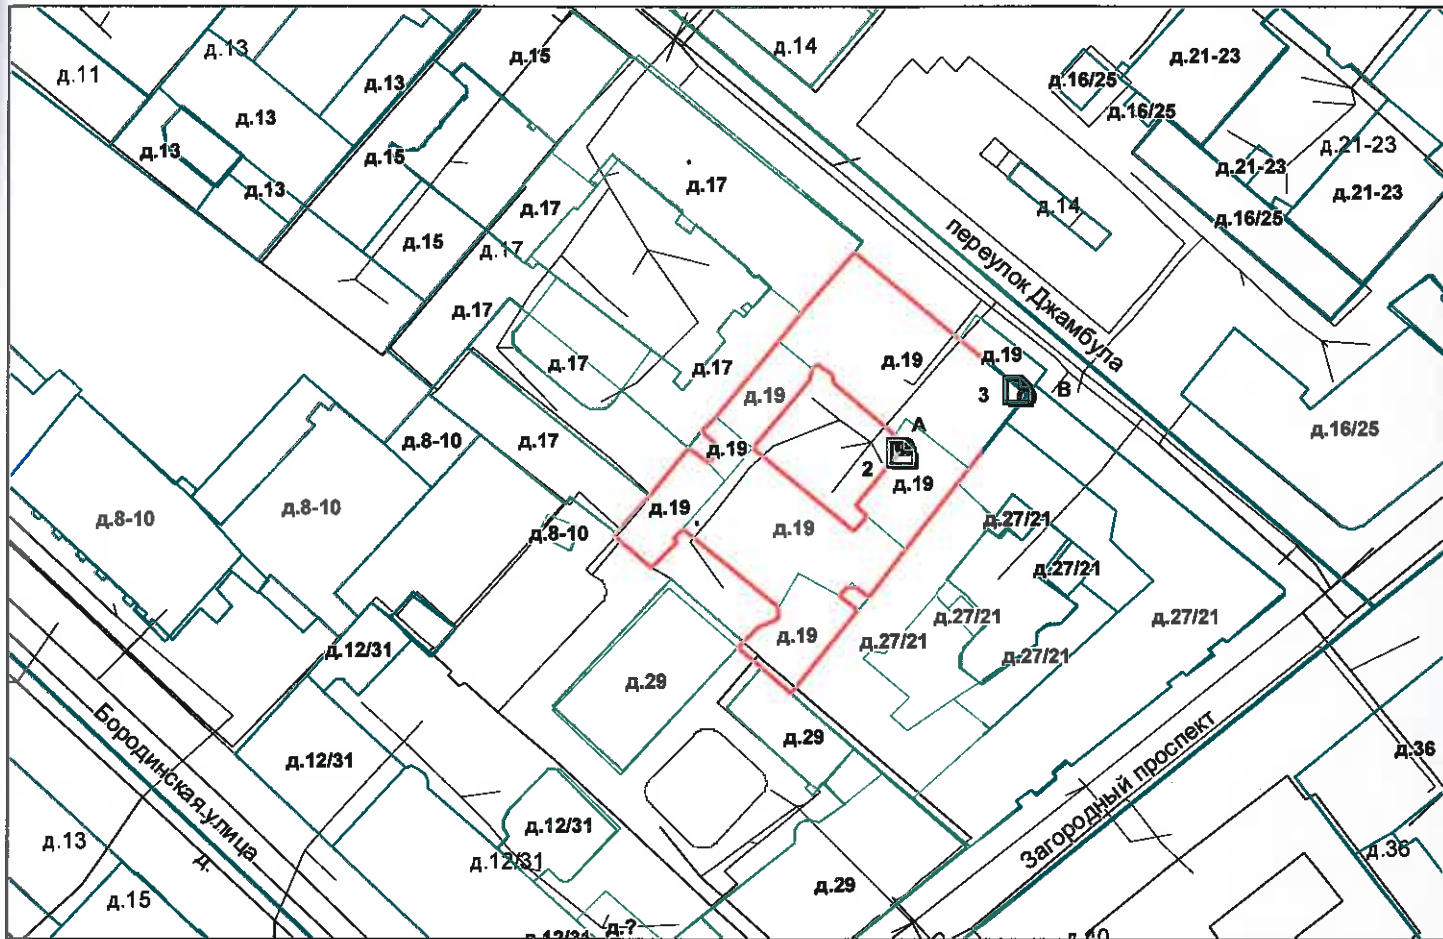 д.11
д.13
д.15
д.14
д.16/25
д.21-23
д.13
д.13
д.16/25
д.13
д.15
д.13
д.17
д.21-23
д.21-23
д.21-23
д.13
д.17
д.14
д.16/25
д.15
д.17
переулок Джамбула
д.17
д.19
д.19
д.17
д.17
3
В
д.19
А
д.16/25
д.8-10
д.17
д.19
2
д.19
д.8-10
д.8-10
д.19
д.19
д.27/21
д.8-10
д.27/21
д.27/21
д.27/21
д.19
д.27/21
д.12/31
д.27/21
д.29
Бородинская улица
д.29
Загородный проспект
д.36
д.12/31
д.12/31
д.13
д.12/31
д.36
д.
д.29
д.15
д.?
д.12/31